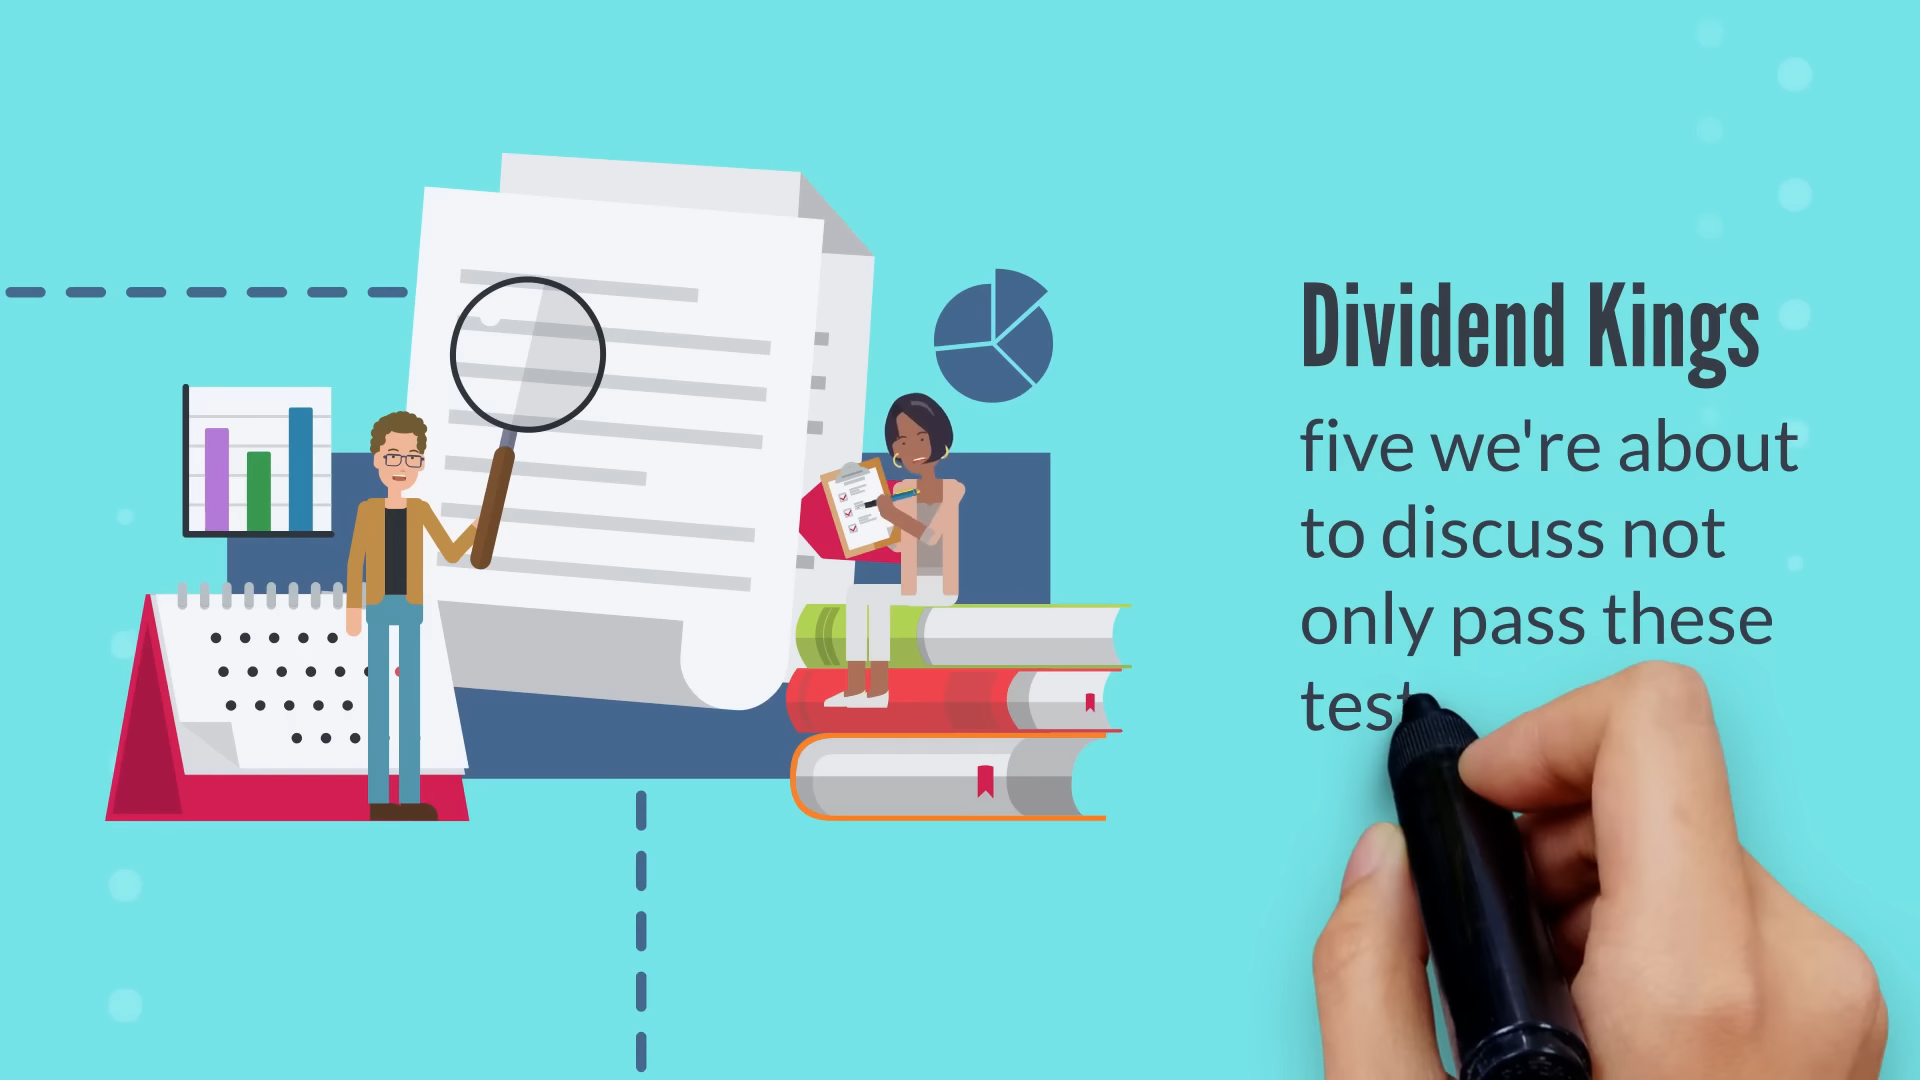 Dividend Kings
five we're about
to discuss not
only pass these